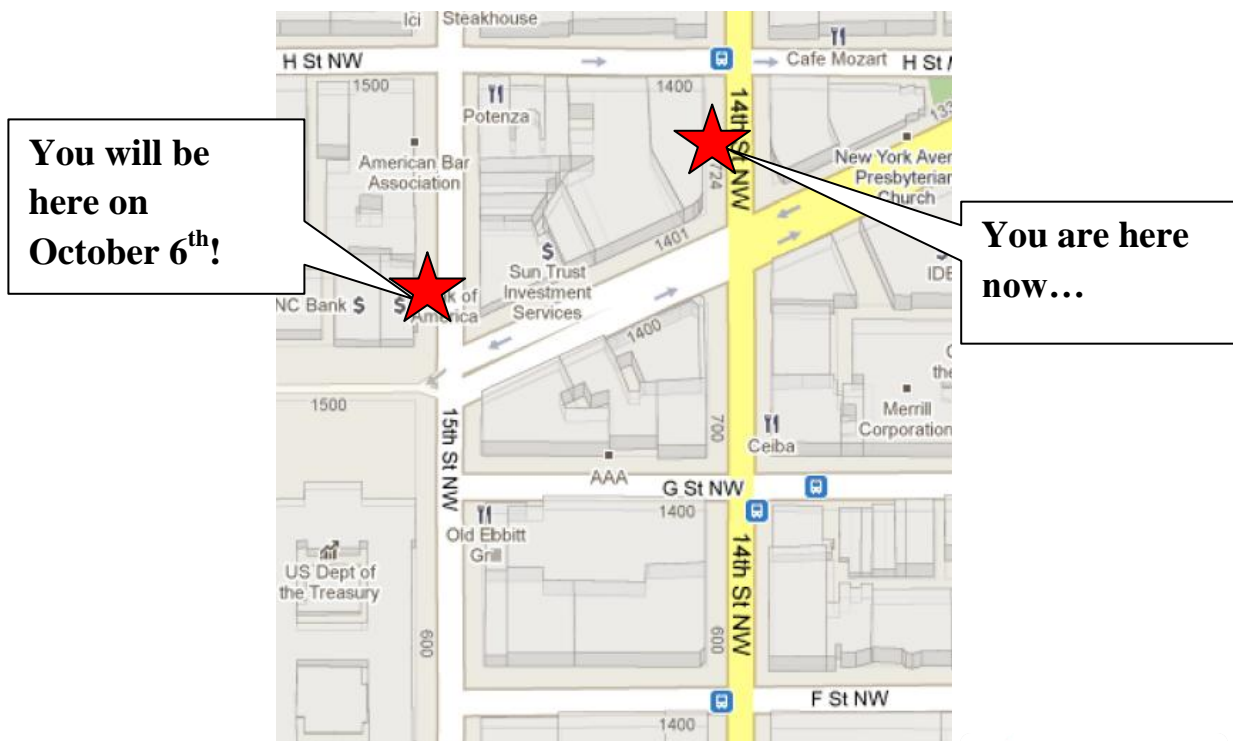 Ici
Steakhouse
H St NW
1500
1400
Cafe Mozart
H St
Potenza
14th St NW
133
You will be
here on
October 6th!
American Bar
Association
724
New York Aven
Presbyterian
Church
You are here
now…
1401
$
Sun Trust
Investment
Services
$
IDE
NC Bank $
$
k of
America
1400
1500
15th St NW
700
Merrill
Corporation
Ceiba
the
AAA
G St NW
1400
Old Ebbitt
Grill
14th St NW
US Dept of
the Treasury
600
600
F St NW
1400